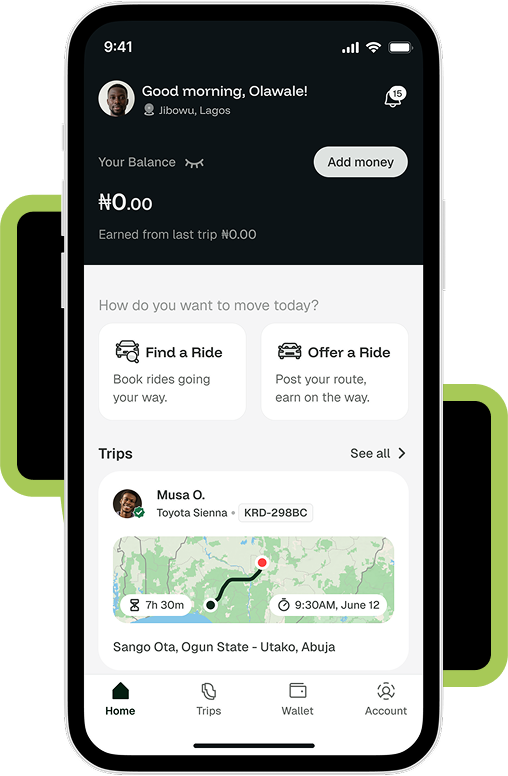 9:41
Good morning, Olawale!
15
Jibowu, Lagos
Your Balance
Add money
₦0.00
Earned from last trip ₦0.00
How do you want to move today?
Find a Ride
Book rides going
your way.
Offer a Ride
Post your route,
earn on the way.
Trips
See all
Musa O.
Toyota Sienna • KRD-298BC
7h 30m
9:30AM, June 12
Sango Ota, Ogun State - Utako, Abuja
Home
Trips
Wallet
Account